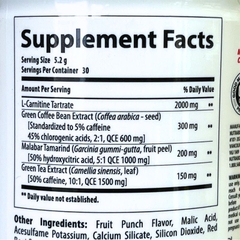 Supplement Facts
Serving Size 5.2 g
Servings Per Container 30
Amount Per Serving % Daily Value
L-Carnitine Tartrate 2000 mg **
Green Coffee Bean Extract (Coffea arabica - seed)
[Standardized to 5% caffeine 300 mg **
45% chlorogenic acids, 2:1, QCE 600 mg]
Malabar Tamarind (Garcinia gummi-gutta, fruit peel) 200 mg **
[50% hydroxycitric acid, 5:1 QCE 1000 mg]
Green Tea Extract (Camellia sinensis, leaf) 150 mg **
[50% caffeine, 10:1, QCE 1500 mg]
** Daily value not established.
Other Ingredients: Fruit Punch Flavor, Malic Acid,
Acesulfame Potassium, Calcium Silicate, Silicon Dioxide, Red